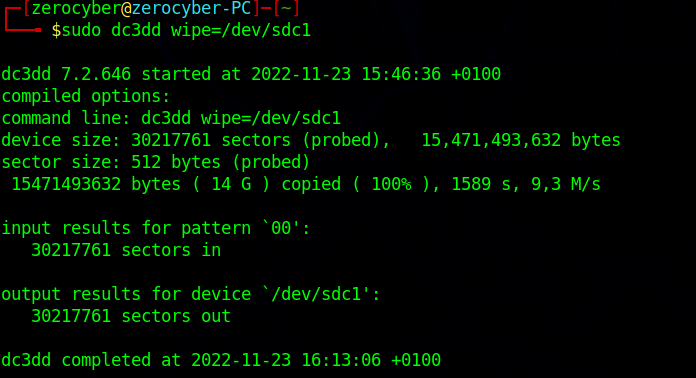 ┌─[zerocyber@zerocyber-PC]─[~]
└──╼ $sudo dc3dd wipe=/dev/sdc1
dc3dd 7.2.646 started at 2022-11-23 15:46:36 +0100
compiled options:
command line: dc3dd wipe=/dev/sdc1
device size: 30217761 sectors (probed),   15,471,493,632 bytes
sector size: 512 bytes (probed)
 15471493632 bytes ( 14 G ) copied ( 100% ), 1589 s, 9,3 M/s
input results for pattern `00':
   30217761 sectors in
output results for device `/dev/sdc1':
   30217761 sectors out
dc3dd completed at 2022-11-23 16:13:06 +0100